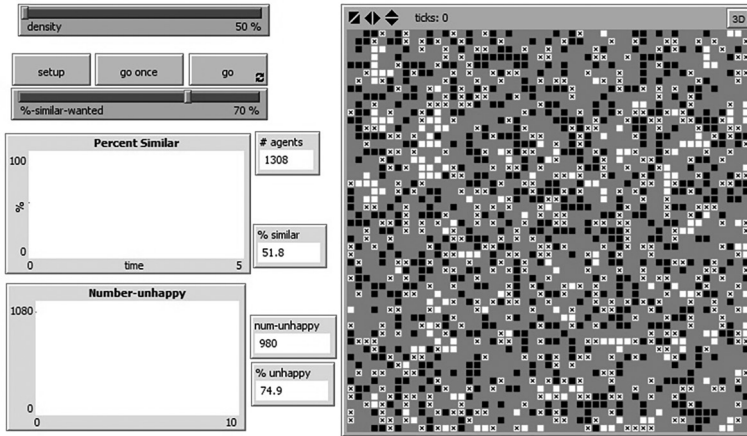 density 50 %
setup go once go
%-similar-wanted 70 %
Percent Similar
100
%
0
0 time 5
# agents
1308
% similar
51.8
Number-unhappy
1080
0
0 10
num-unhappy
980
% unhappy
74.9
ticks: 0
3D